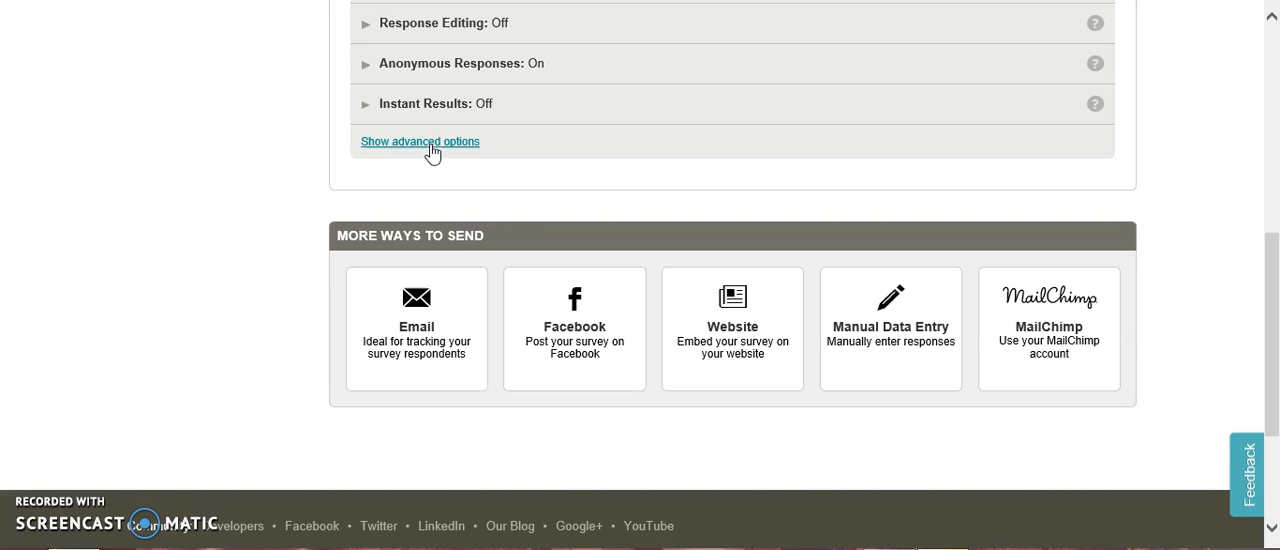 Response Editing: Off
?
Anonymous Responses: On
?
Instant Results: Off
?
Show advanced options
MORE WAYS TO SEND
Email
Ideal for tracking your
survey respondents
Facebook
Post your survey on
Facebook
Website
Embed your survey on
your website
Manual Data Entry
Manually enter responses
MailChimp
MailChimp
Use your MailChimp
account
Feedback
RECORDED WITH
SCREENCAST MATIC
Facebook • Twitter • LinkedIn • Our Blog • Google+ • YouTube